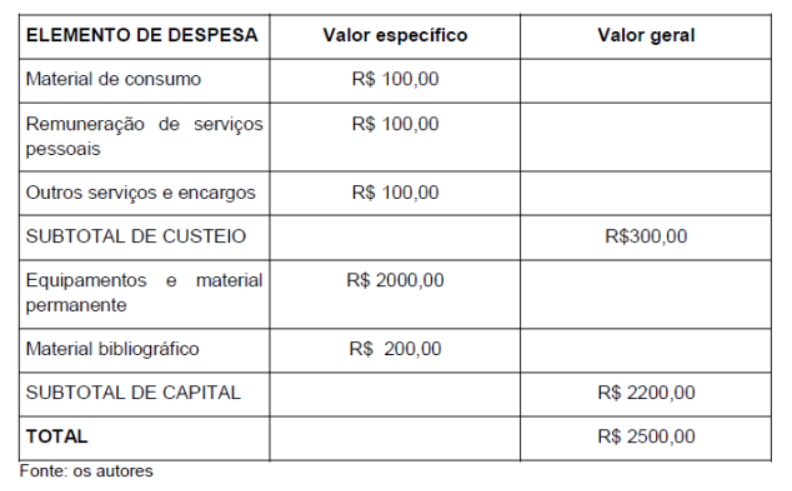 ELEMENTO DE DESPESA Valor específico Valor geral
Material de consumo R$ 100,00
Remuneração de serviços R$ 100,00
pessoais
Outros serviços e encargos R$ 100,00
SUBTOTAL DE CUSTEIO R$300,00
Equipamentos e material R$ 2000,00
permanente
Material bibliográfico R$ 200,00
SUBTOTAL DE CAPITAL R$ 2200,00
TOTAL R$ 2500,00
Fonte: os autores